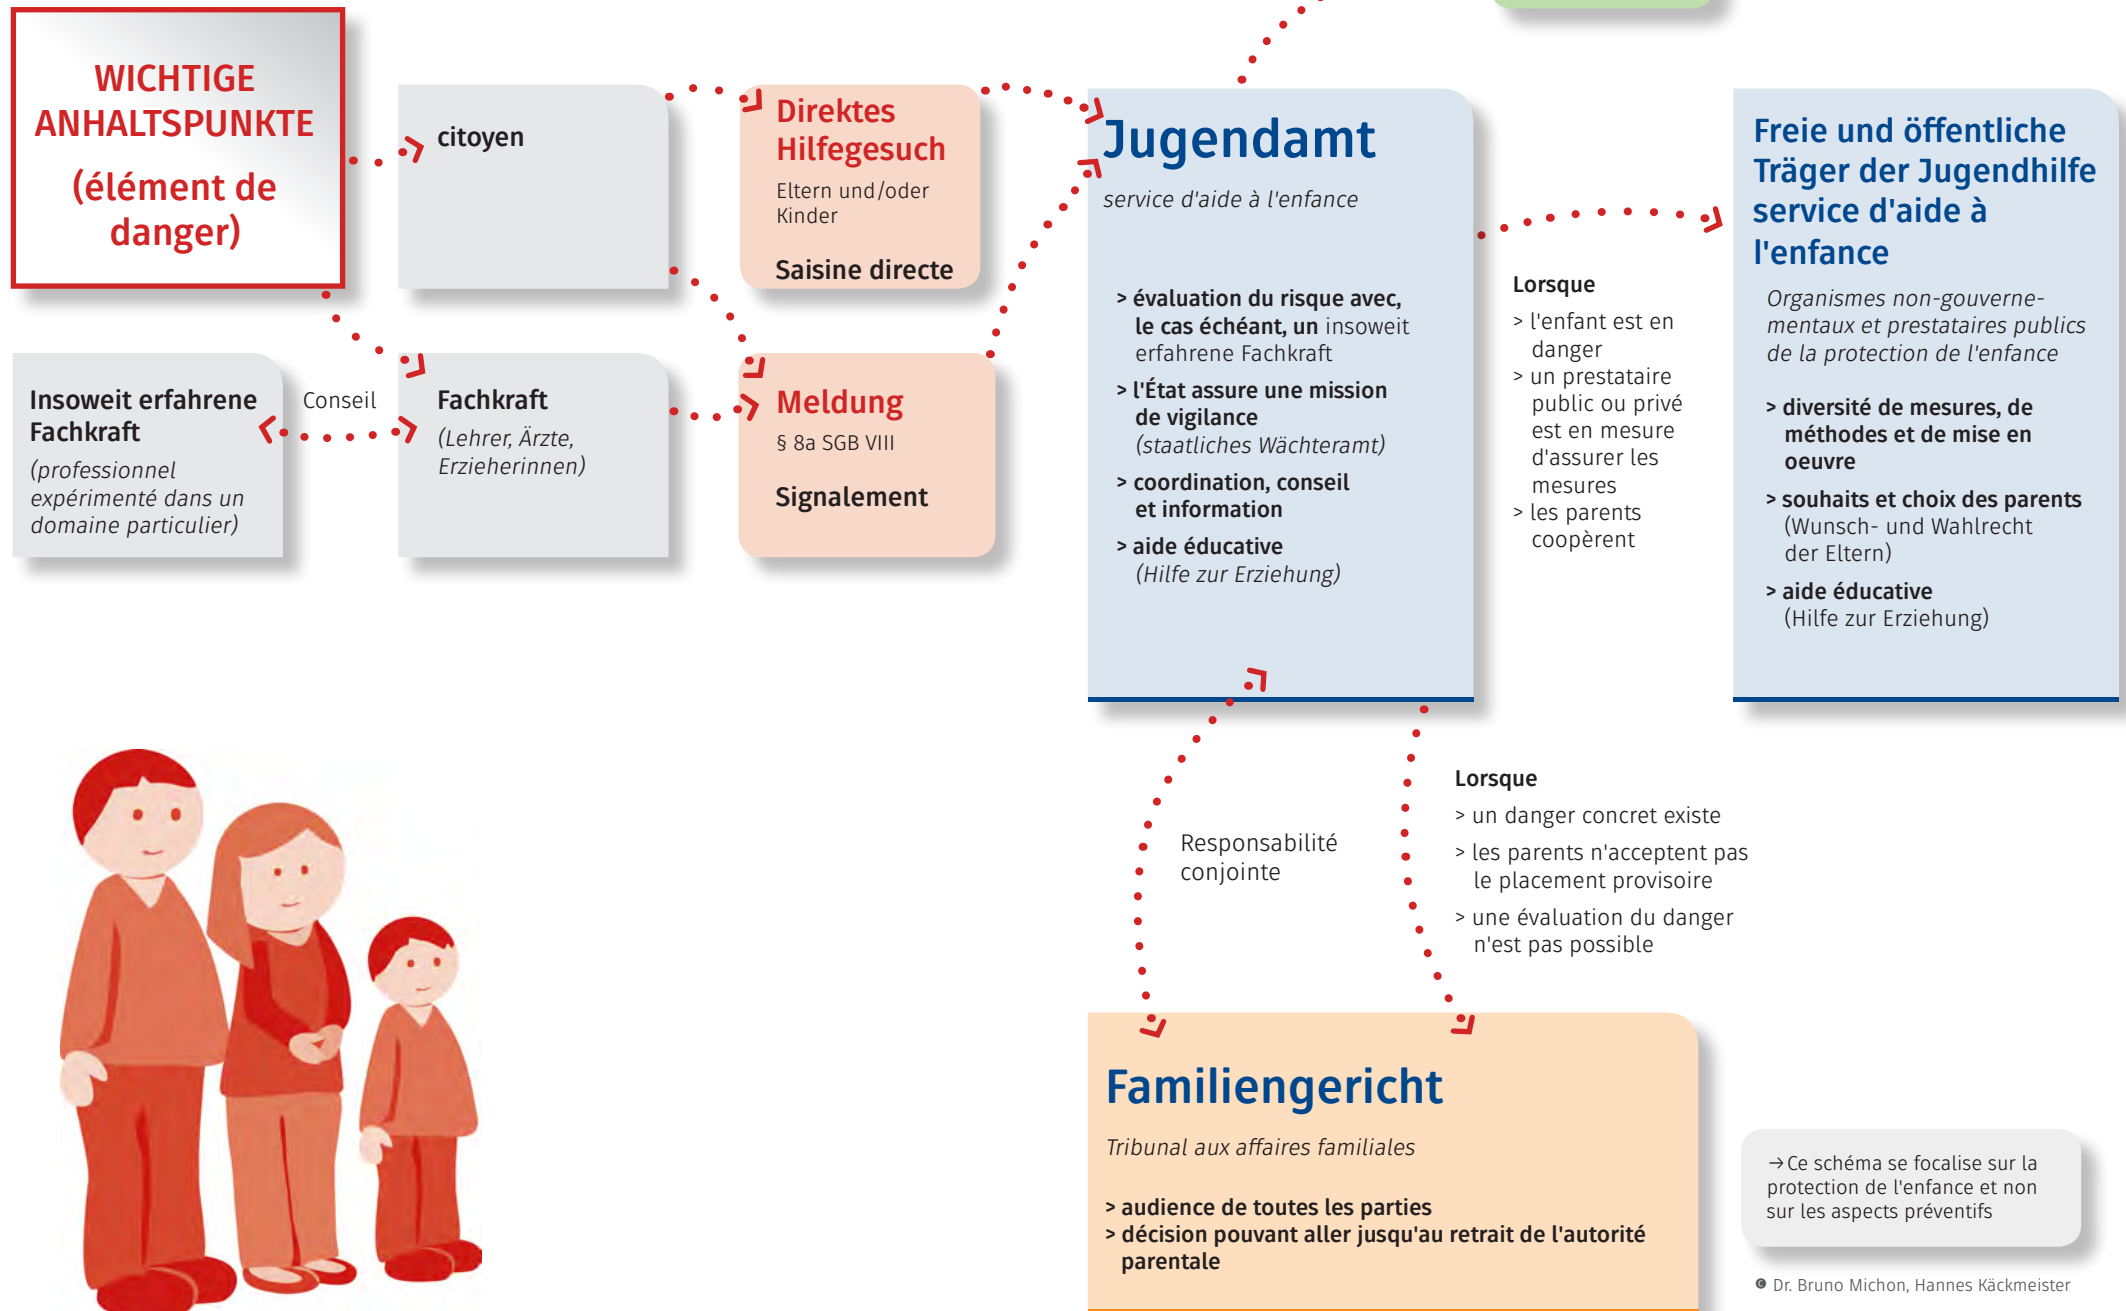 WICHTIGE
ANHALTSPUNKTE
(élément de
danger)
citoyen
Direktes
Hilfegesuch
Eltern und/oder
Kinder
Saisine directe
Insoweit erfahrene
Fachkraft
(professionnel
expérimenté dans un
domaine particulier)
Conseil
Fachkraft
(Lehrer, Ärzte,
Erzieherinnen)
Meldung
§ 8a SGB VIII
Signalement
Jugendamt
service d'aide à l'enfance
> évaluation du risque avec,
le cas échéant, un insoweit
erfahrene Fachkraft
> l'État assure une mission
de vigilance
(staatliches Wächteramt)
> coordination, conseil
et information
> aide éducative
(Hilfe zur Erziehung)
Lorsque
> l'enfant est en
danger
> un prestataire
public ou privé
est en mesure
d'assurer les
mesures
> les parents
coopèrent
Freie und öffentliche
Träger der Jugendhilfe
service d'aide à
l'enfance
Organismes non-gouverne-
mentaux et prestataires publics
de la protection de l'enfance
> diversité de mesures, de
méthodes et de mise en
oeuvre
> souhaits et choix des parents
(Wunsch- und Wahlrecht
der Eltern)
> aide éducative
(Hilfe zur Erziehung)
Responsabilité
conjointe
Lorsque
> un danger concret existe
> les parents n'acceptent pas
le placement provisoire
> une évaluation du danger
n'est pas possible
Familiengericht
Tribunal aux affaires familiales
> audience de toutes les parties
> décision pouvant aller jusqu'au retrait de l'autorité
parentale
→ Ce schéma se focalise sur la
protection de l'enfance et non
sur les aspects préventifs
© Dr. Bruno Michon, Hannes Käckmeister